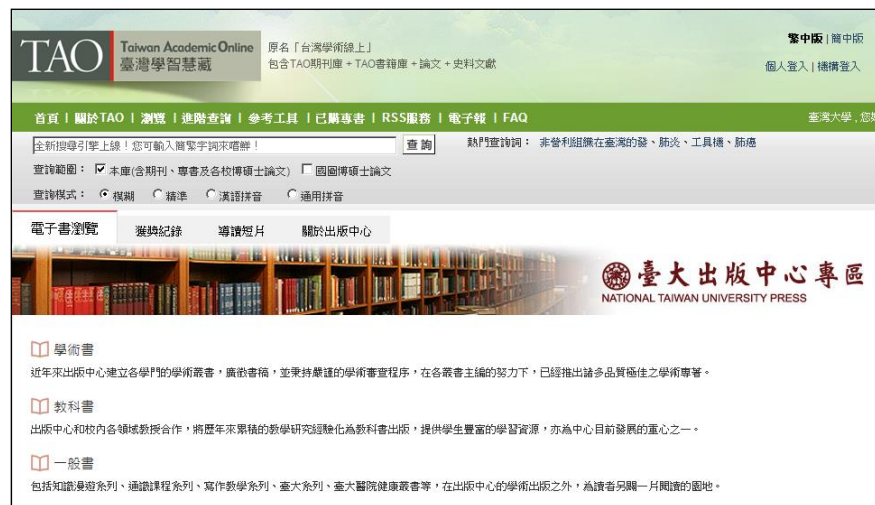 TAO Taiwan Academic Online 原名「台灣學術線上」 繁中版 | 簡中版
臺灣學智慧藏 包含TAO期刊庫 + TAO書籍庫 + 論文 + 史料文獻 個人登入 | 機構登入
首頁 | 關於TAO | 瀏覽 | 進階查詢 | 參考工具 | 已購專書 | RSS服務 | 電子報 | FAQ 臺灣大學,您
全新搜尋引擎上線!您可輸入簡繁字詞來嚐鮮! 查詢 熱門查詢詞: 非營利組織在臺灣的發、肺炎、工具機、肺癌
查詢範圍: 本庫(含期刊、專書及各校博碩士論文) 國圖博碩士論文
查詢模式: 模糊 精準 漢語拼音 通用拼音
電子書瀏覽 獲獎紀錄 導讀短片 關於出版中心
臺大出版中心專區
NATIONAL TAIWAN UNIVERSITY PRESS
學術書
近年來出版中心建立各學門的學術叢書,廣徵書稿,並秉持嚴謹的學術審查程序,在各叢書主編的努力下,已經推出諸多品質極佳之學術專著。
教科書
出版中心和校內各領域教授合作,將歷年來累積的教學研究經驗化為教科書出版,提供學生豐富的學習資源,亦為中心目前發展的重心之一。
一般書
包括知識漫遊系列、通識課程系列、寫作教學系列、臺大系列、臺大醫院健康叢書等,在出版中心的學術出版之外,為讀者另闢一片閱讀的園地。